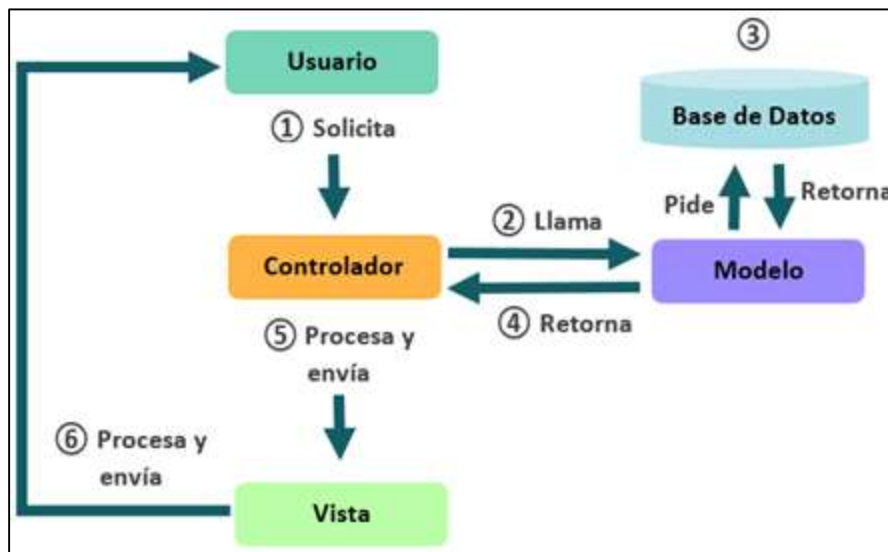 ③
Usuario
Base de Datos
① Solicita
Pide
Retorna
② Llama
Controlador
Modelo
④ Retorna
⑤ Procesa y
envía
⑥ Procesa y
envía
Vista